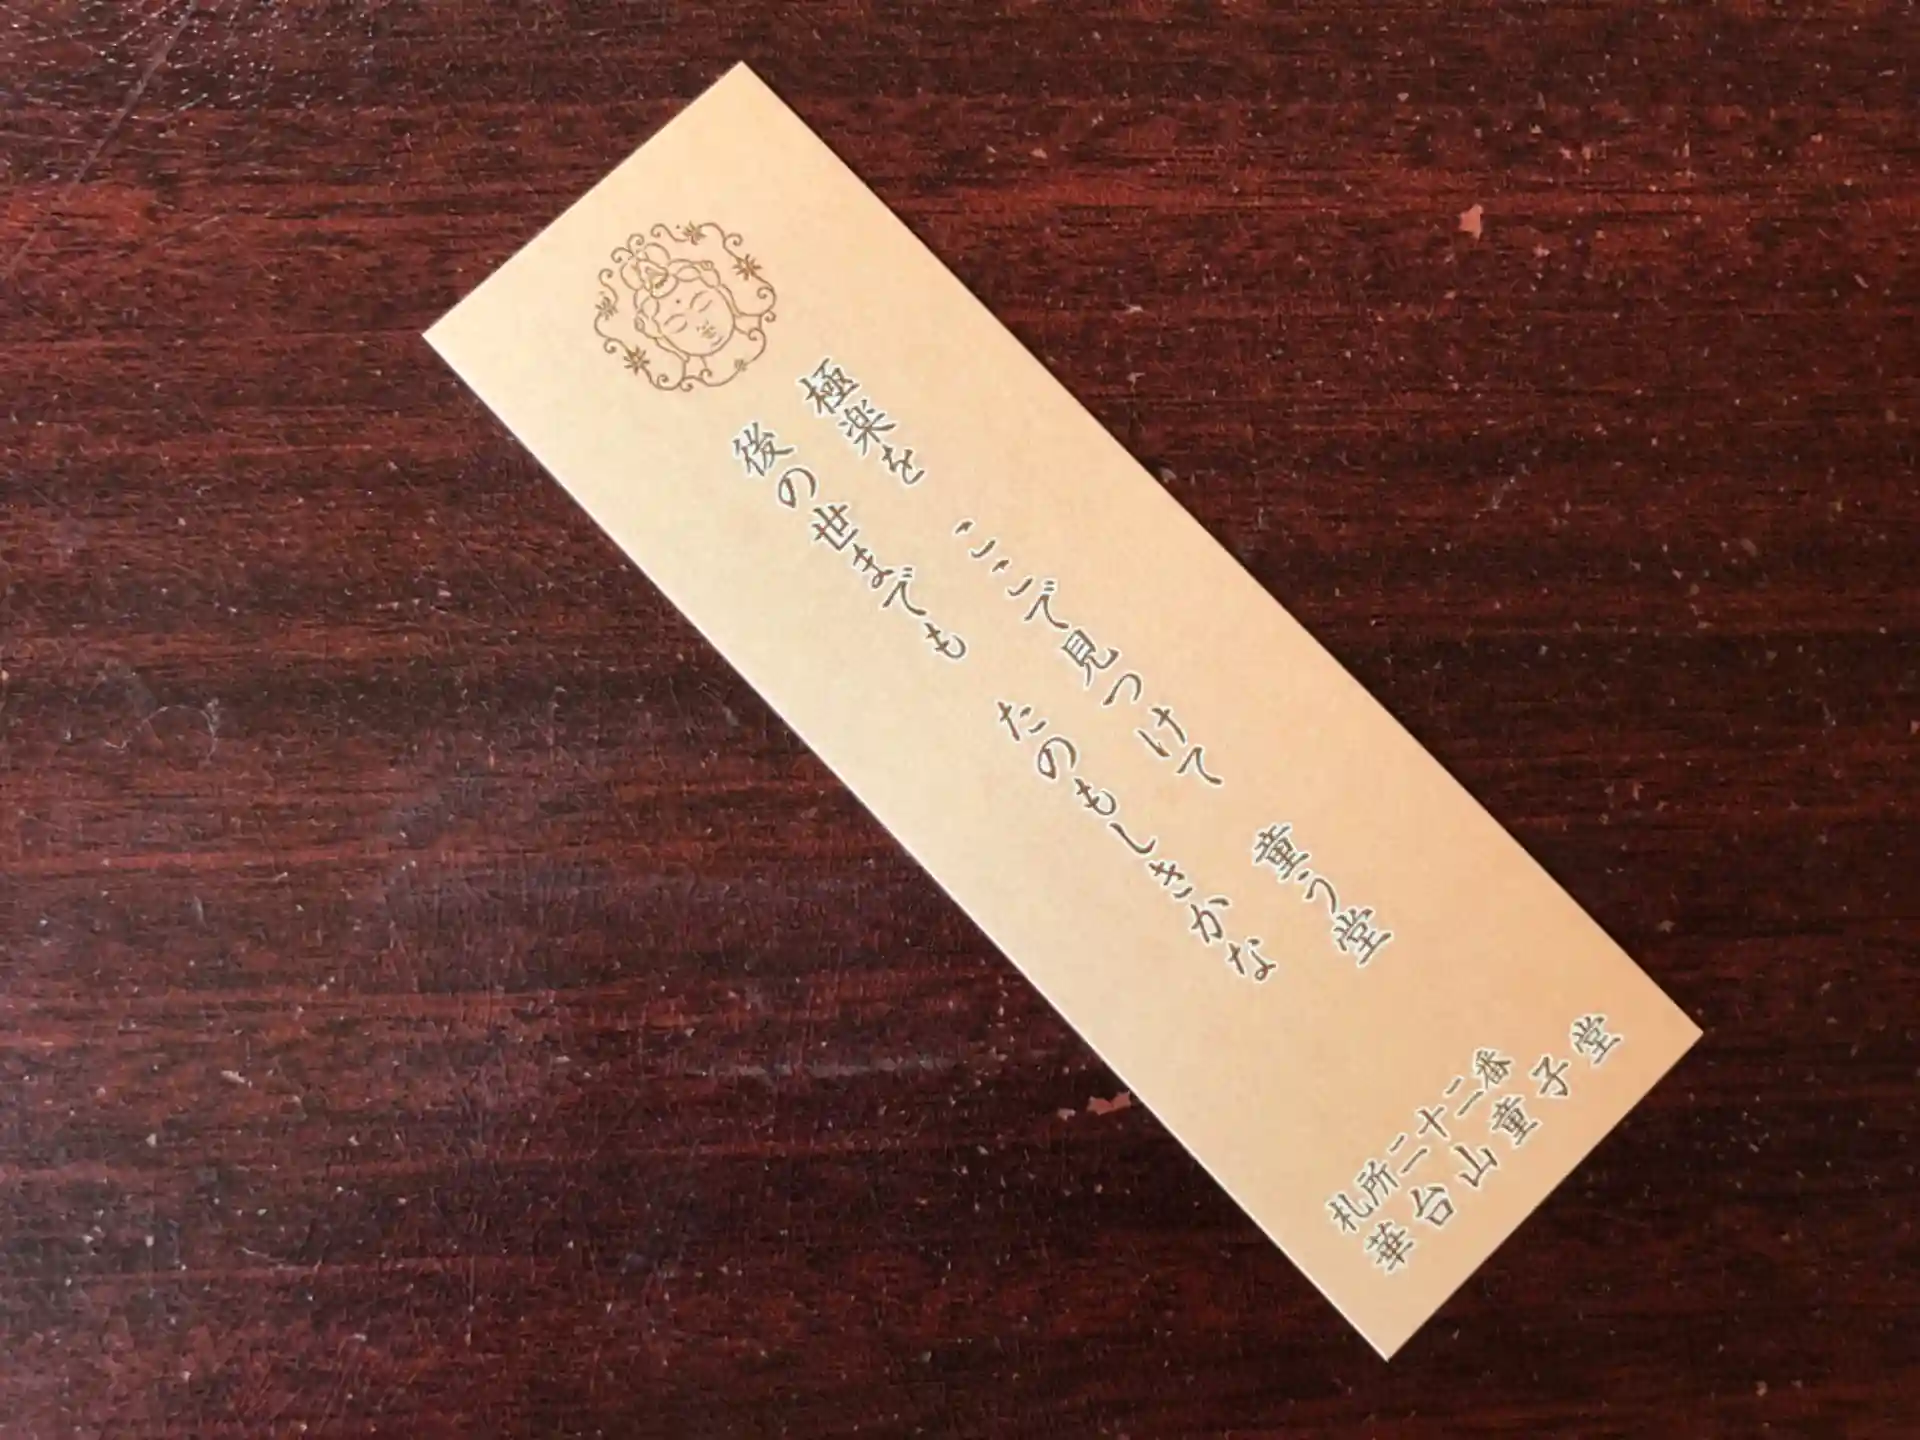 極楽を ここで見つけて 童う堂
後の世までも たのもしきかな
札所二十二番
華台山童子堂